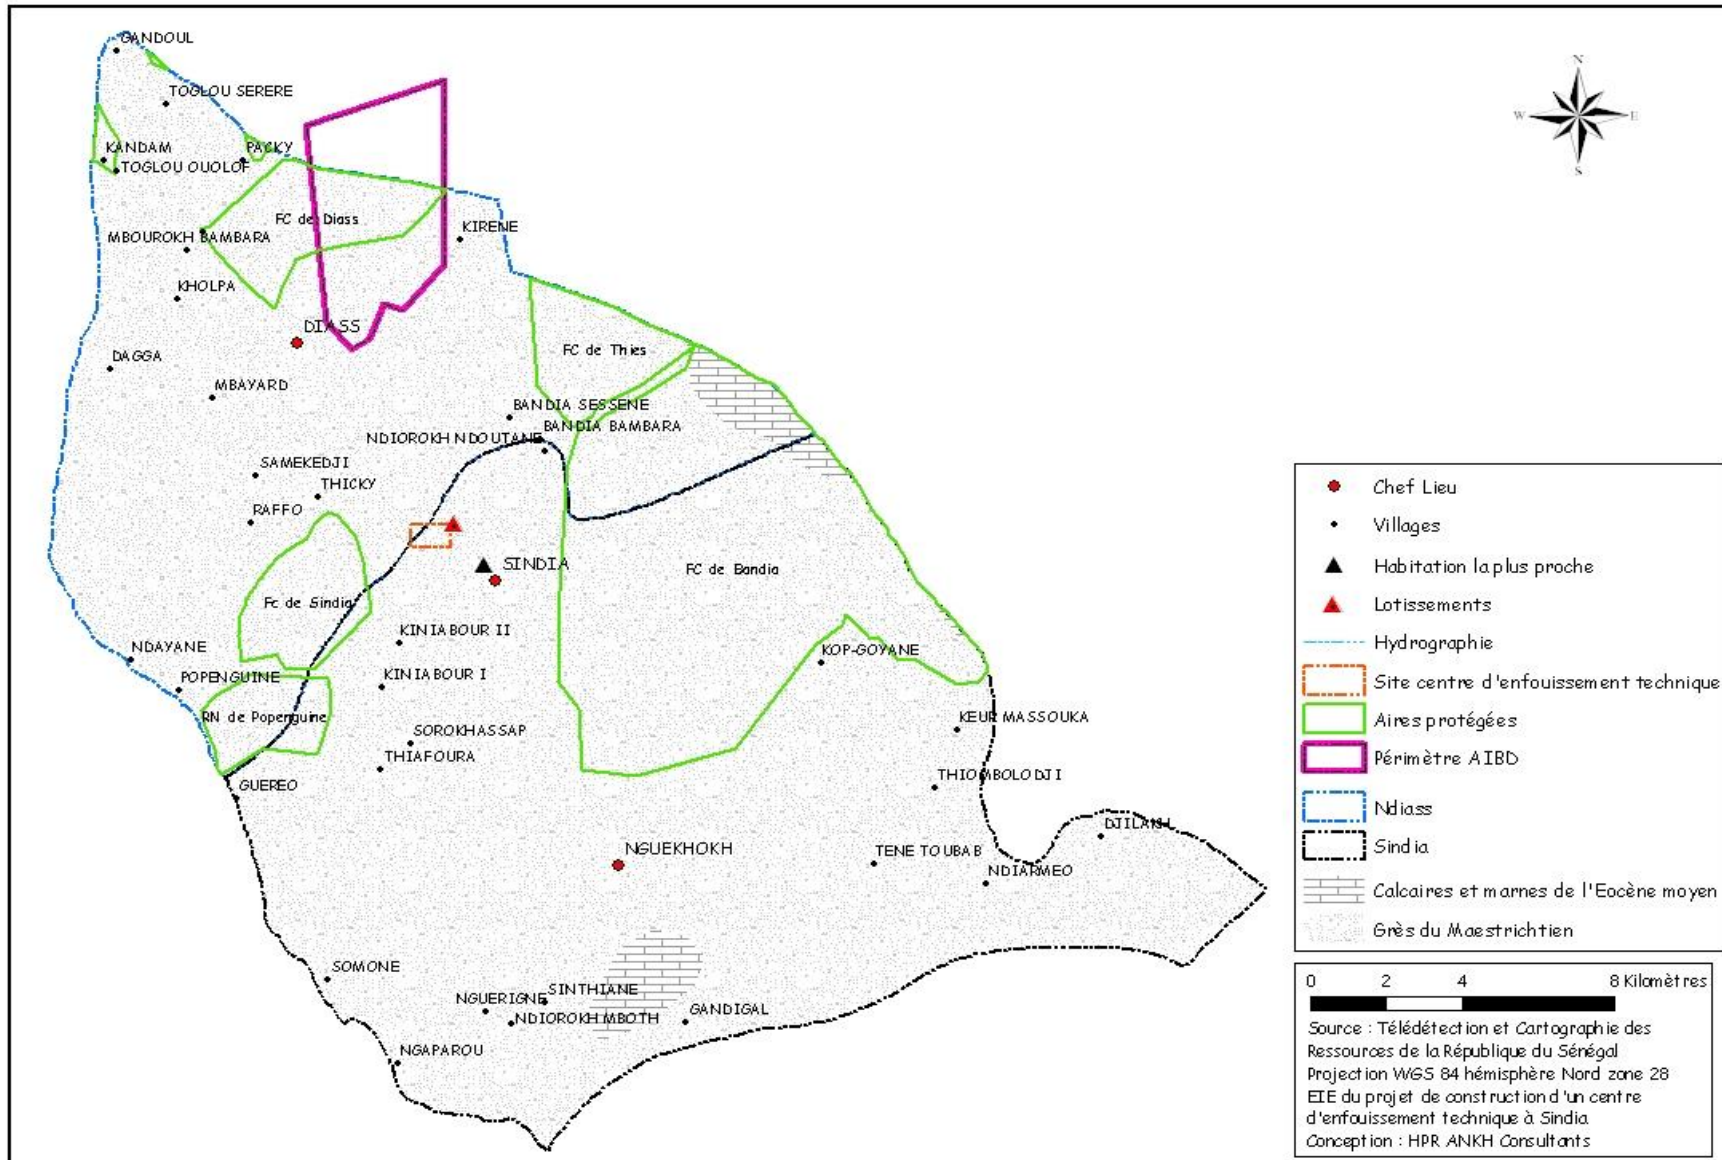 GANDOUL
TOGLOU SERERE
KANDAM
PACKY
TOGLOU OUOLOF
FC de Diass
MBOUROKH BAMBARA
KIRENE
KHOLPA
DIASS
FC de Thies
DAGGA
MBAYARD
BANDIA SESSENE
BANDIA BAMBARA
NDIOROKH NDOUTANE
SAMEKEDJI
THICKY
RAFFO
SINDIA
FC de Bandia
Fc de Sindia
KINIABOUR II
KOP-GOYANE
NDAYANE
POPENGUINE
KINIABOUR I
RN de Popenguine
SOROKHASSAP
KEUR MASSOUKA
THIAFOURA
GUEREO
THIOMBOLODJI
DJILAKH
NGUEKHOKH
TENE TOUBAB
NDIARMEO
SOMONE
NGUERIGNE
SINTHIANE
NDIOROKH MBOTH
GANDIGAL
NGAPAROU
N
W
E
S
Chef Lieu
Villages
Habitation la plus proche
Lotissements
Hydrographie
Site centre d'enfouissement technique
Aires protégées
Périmètre AIBD
Ndiass
Sindia
Calcaires et marnes de l'Eocène moyen
Grès du Maestrichtien
0 2 4 8 Kilomètres
Source : Télédétection et Cartographie des
Ressources de la République du Sénégal
Projection WGS 84 hémisphère Nord zone 28
EIE du projet de construction d'un centre
d'enfouissement technique à Sindia
Conception : HPR ANKH Consultants